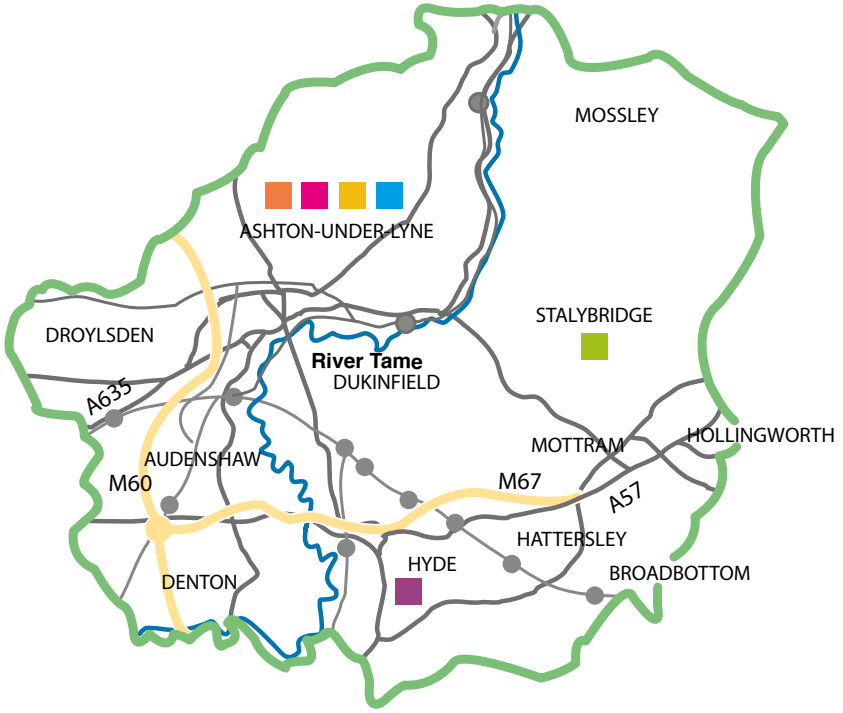 MOSSLEY
ASHTON-UNDER-LYNE
STALYBRIDGE
DROYLSDEN
River Tame
DUKINFIELD
A635
HOLLINGWORTH
MOTTRAM
AUDENSHAW
M60
M67
A57
HATTERSLEY
HYDE
BROADBOTTOM
DENTON